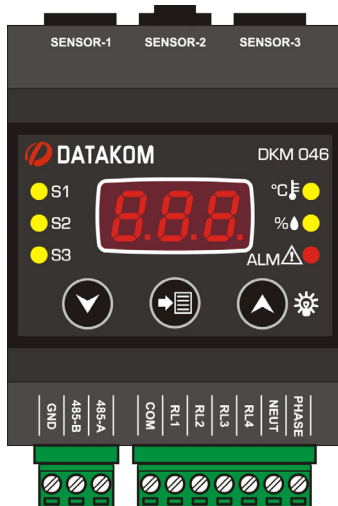 SENSOR-1 SENSOR-2 SENSOR-3
DATAKOM DKM 046
S1 8.8.8. °C
S2 %
S3 ALM
GND 485-B 485-A COM RL1 RL2 RL3 RL4 NEUT PHASE